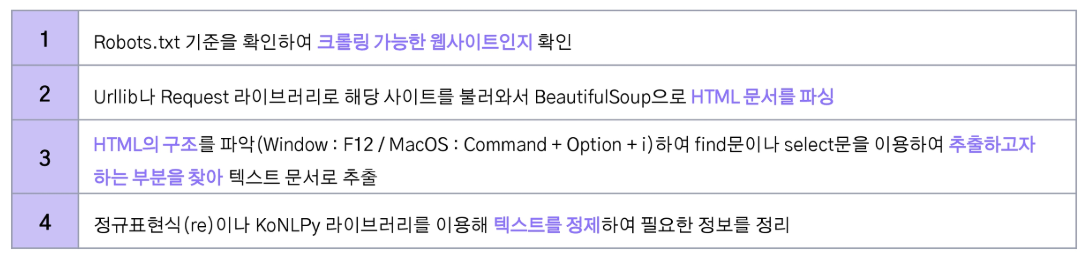 1
Robots.txt 기준을 확인하여 크롤링 가능한 웹사이트인지 확인
2
Urllib나 Request 라이브러리로 해당 사이트를 불러와서 BeautifulSoup으로 HTML 문서를 파싱
3
HTML의 구조를 파악(Window : F12 / MacOS : Command + Option + i)하여 find문이나 select문을 이용하여 추출하고자
하는 부분을 찾아 텍스트 문서로 추출
4
정규표현식(re)이나 KoNLPy 라이브러리를 이용해 텍스트를 정제하여 필요한 정보를 정리